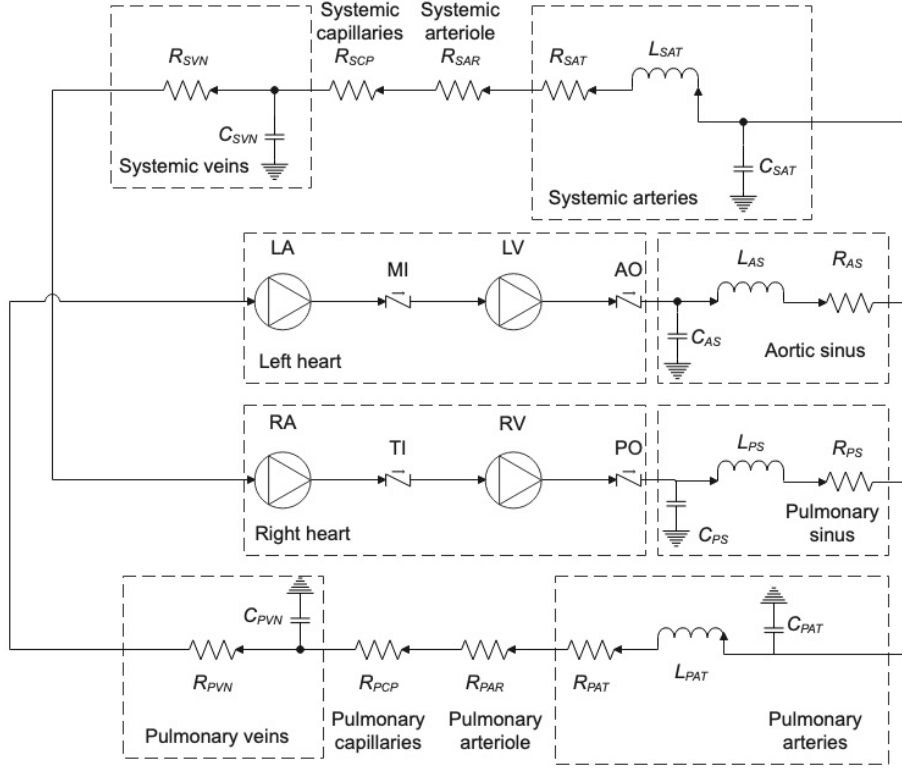 Systemic capillaries
Systemic arteriole
R_SVN
R_SCP
R_SAR
R_SAT
L_SAT
C_SVN
C_SAT
Systemic veins
Systemic arteries
LA
MI
LV
AO
L_AS
R_AS
C_AS
Left heart
Aortic sinus
RA
TI
RV
PO
L_PS
R_PS
C_PS
Right heart
Pulmonary sinus
C_PVN
C_PAT
R_PVN
R_PCP
R_PAR
R_PAT
L_PAT
Pulmonary veins
Pulmonary capillaries
Pulmonary arteriole
Pulmonary arteries